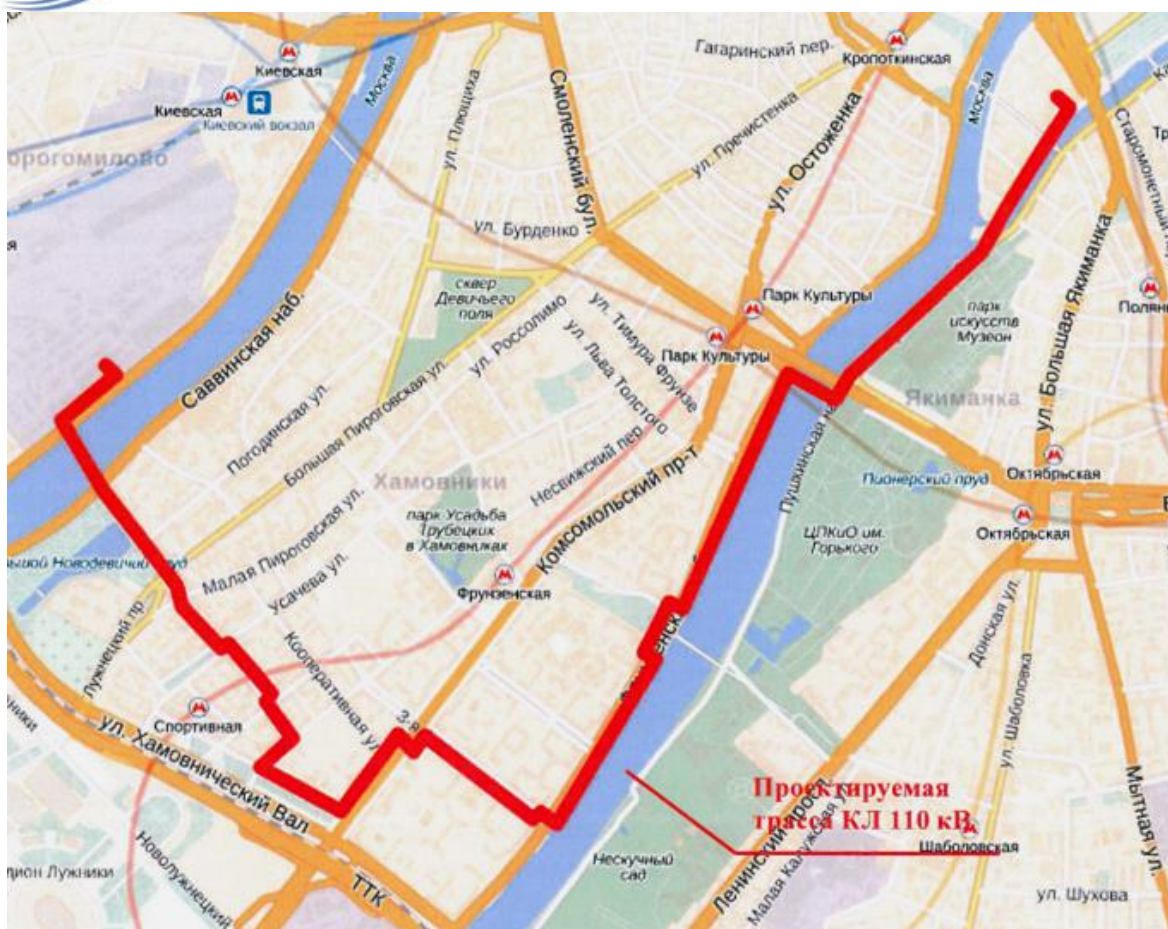 Гагаринский пер.
Кропоткинская
Киевская
Москва
Москва
Киевская
Киевский вокзал
ул. Плющиха
Смоленский бул.
ул. Пречистенка
ул. Остоженка
Старомонетный
ул. Бурденко
сквер
Девичьего
поля
Парк Культуры
парк
искусств
Музеон
ул. Большая Якиманка
Парк Культуры
Саввинская наб.
ул. Россолимо
ул. Тимура Фрунзе
ул. Льва Толстого
Якиманка
Погодинская ул.
Большая Пироговская ул.
Хамовники
Несвижский пер.
Комсомольский пр-т
Пушкинская
Пионерский пруд
Октябрьская
Октябрьская
парк Усадьба
Трубецких
в Хамовниках
ЦПКиО им.
Горького
Малая Пироговская ул.
Усачева ул.
Фрунзенская
Новодевичий
Лужнецкий пр.
Кооперативная ул.
Донская ул.
ул. Шаболовка
Спортивная
3-я
ул. Хамовнический Вал
Проектируемая
трасса КЛ 110 кВ
Мытная ул.
Шаболовская
Ленинский
Малая Калужская ул.
Нескучный
сад
Новолужнецкий
Лужники
ТТК
ул. Шухова